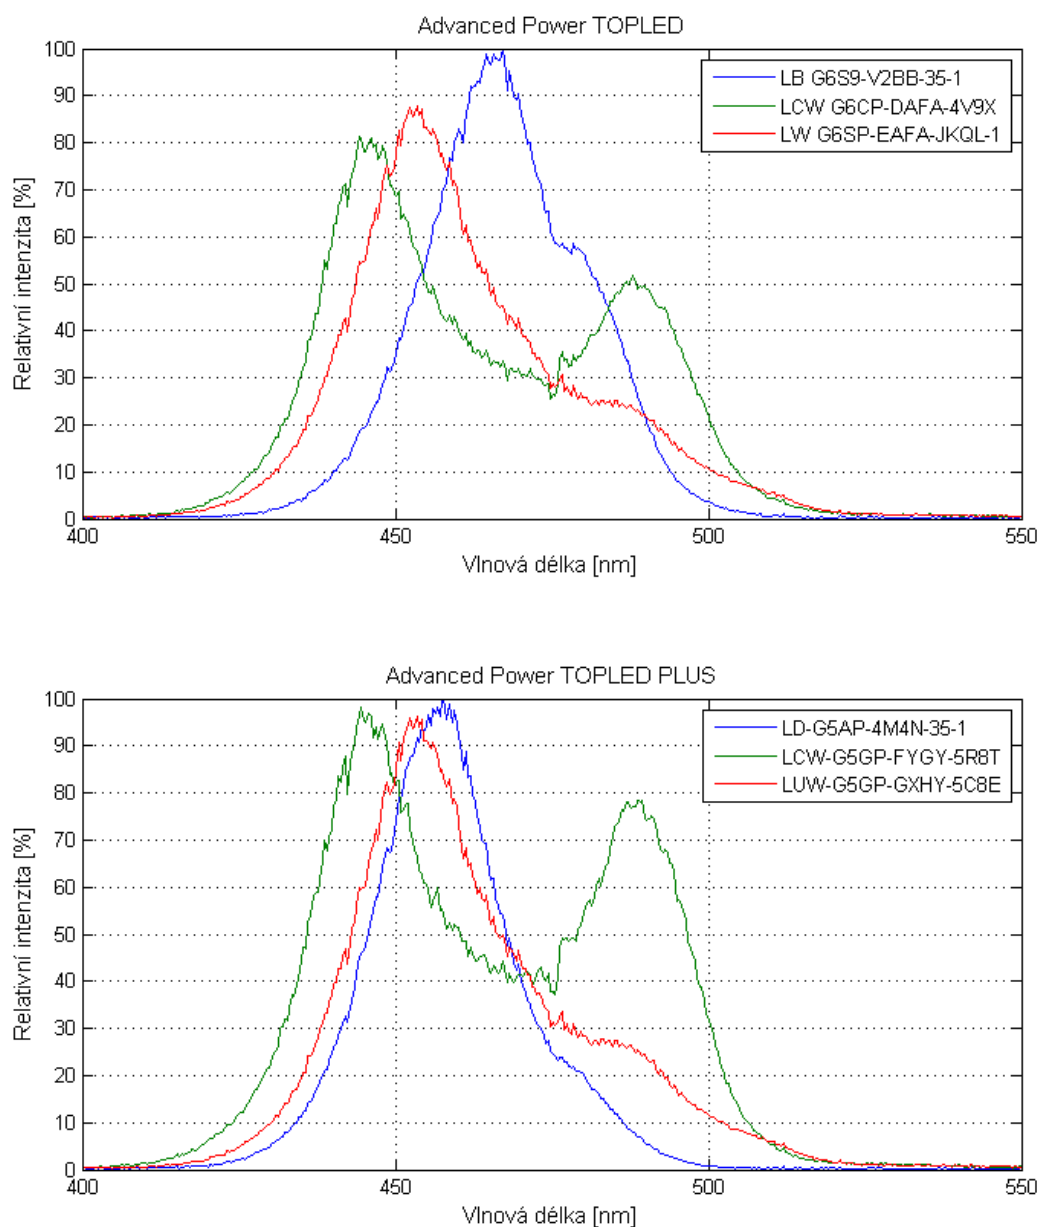 Advanced Power TOPLED
100
90
80
70
60
50
40
30
20
10
0
Relativní intenzita [%]
LB G6S9-V2BB-35-1
LCW G6CP-DAFA-4V9X
LW G6SP-EAFA-JKQL-1
400 450 500 550
Vlnová délka [nm]
Advanced Power TOPLED PLUS
100
90
80
70
60
50
40
30
20
10
0
Relativní intenzita [%]
LD-G5AP-4M4N-35-1
LCW-G5GP-FYGY-5R8T
LUW-G5GP-GXHY-5C8E
400 450 500 550
Vlnová délka [nm]